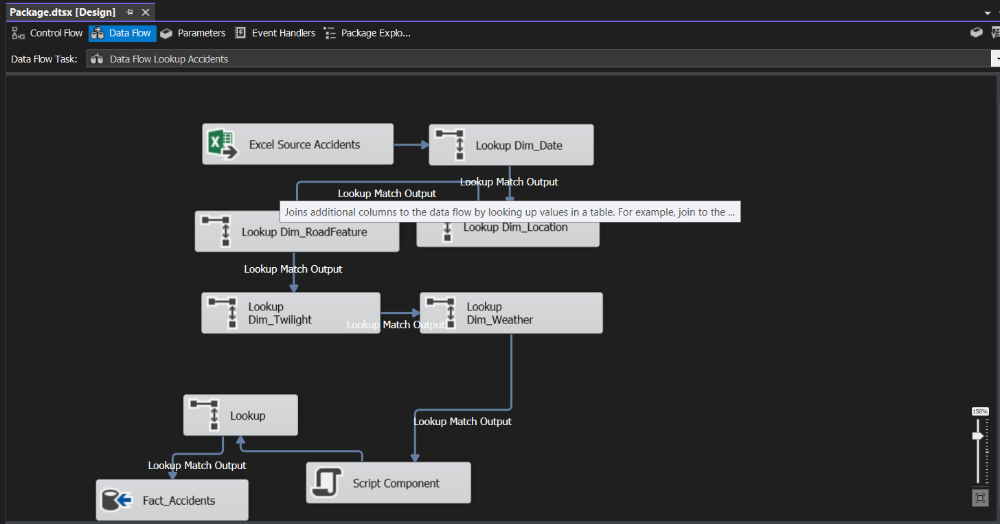 Package.dtsx [Design]
Control Flow
Data Flow
Parameters
Event Handlers
Package Explo...
Data Flow Task:
Data Flow Lookup Accidents
Excel Source Accidents
Lookup Dim_Date
Lookup Match Output
Lookup Match Output
Joins additional columns to the data flow by looking up values in a table. For example, join to the ...
Lookup Dim_RoadFeature
Lookup Dim_Location
Lookup Match Output
Lookup
Dim_Twilight
Lookup
Dim_Weather
Lookup Match Output
Lookup
150%
Lookup Match Output
Lookup Match Output
Script Component
Fact_Accidents